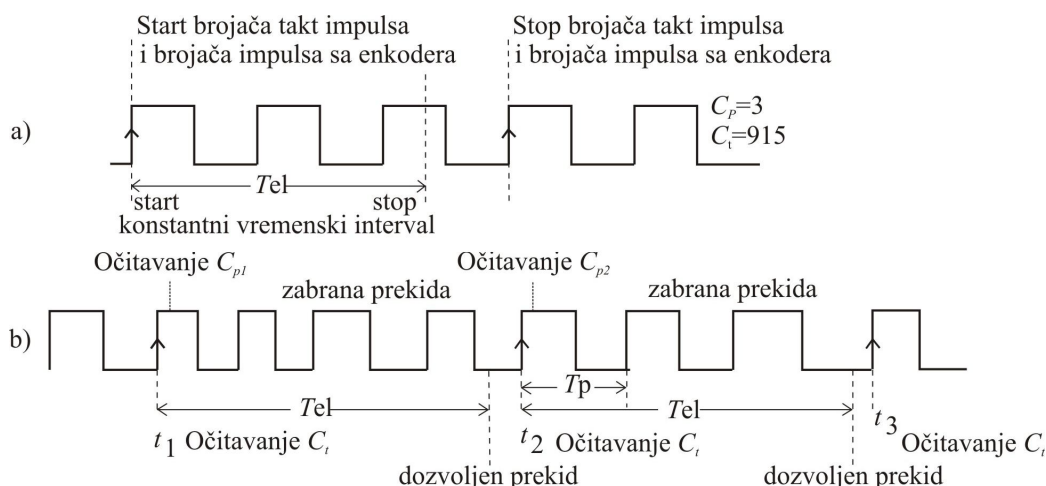 Start brojača takt impulsa
i brojača impulsa sa enkodera
Stop brojača takt impulsa
i brojača impulsa sa enkodera
a)
C_P=3
C_t=915
Tel
start
stop
konstantni vremenski interval
Očitavanje C_p1
Očitavanje C_p2
zabrana prekida
zabrana prekida
b)
Tp
Tel
Tel
t_1 Očitavanje C_t
t_2 Očitavanje C_t
t_3
Očitavanje C_t
dozvoljen prekid
dozvoljen prekid